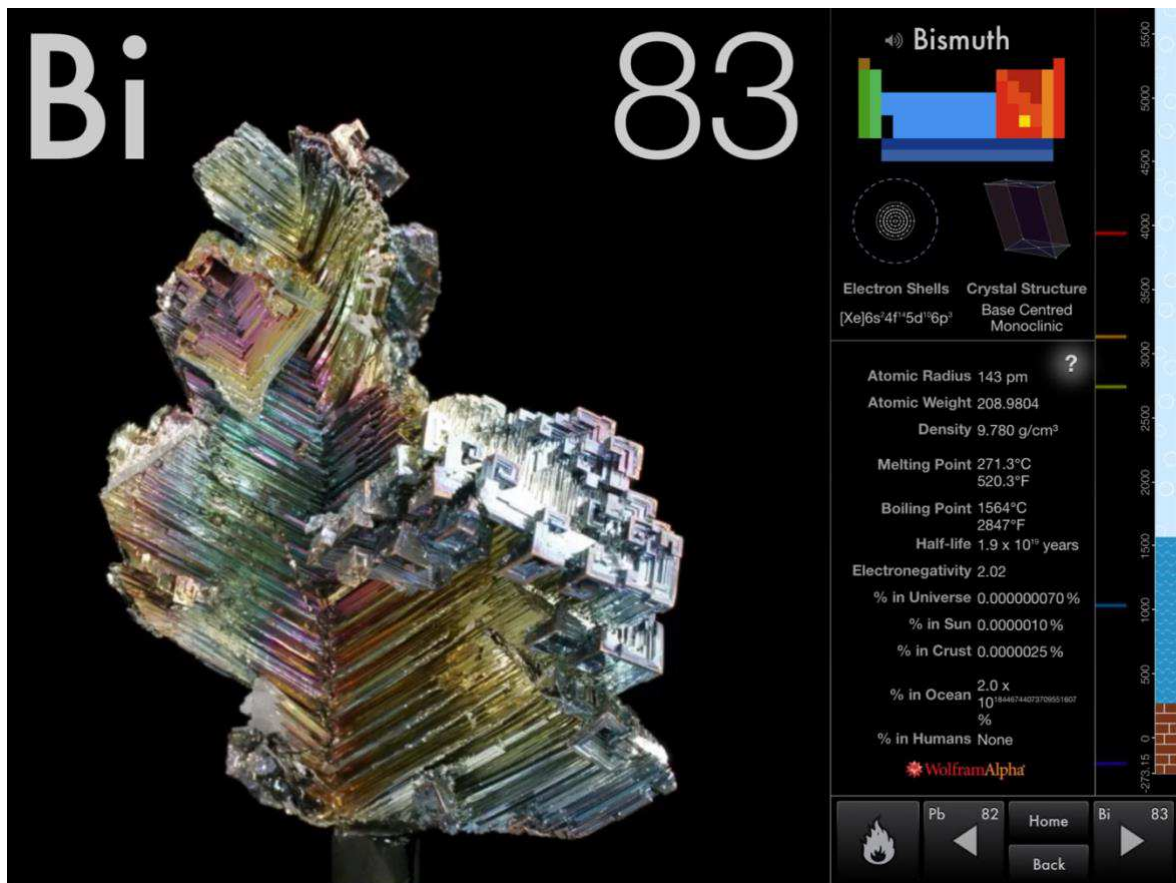 Bi
83
Bismuth
Electron Shells
[Xe]6s²4f¹⁴5d¹⁰6p³
Crystal Structure
Base Centred
Monoclinic
?
Atomic Radius 143 pm
Atomic Weight 208.9804
Density 9.780 g/cm³
Melting Point 271.3°C
520.3°F
Boiling Point 1564°C
2847°F
Half-life 1.9 x 10¹⁹ years
Electronegativity 2.02
% in Universe 0.000000070 %
% in Sun 0.0000010 %
% in Crust 0.0000025 %
% in Ocean 2.0 x
10¹⁸⁴⁴⁶⁷⁴⁴⁰⁷³⁷⁰⁹⁵⁵¹⁶⁰⁷
%
% in Humans None
WolframAlpha
5500
5000
4500
4000
3500
3000
2500
2000
1500
1000
500
0
-273.15
Pb 82
Home
Back
Bi 83